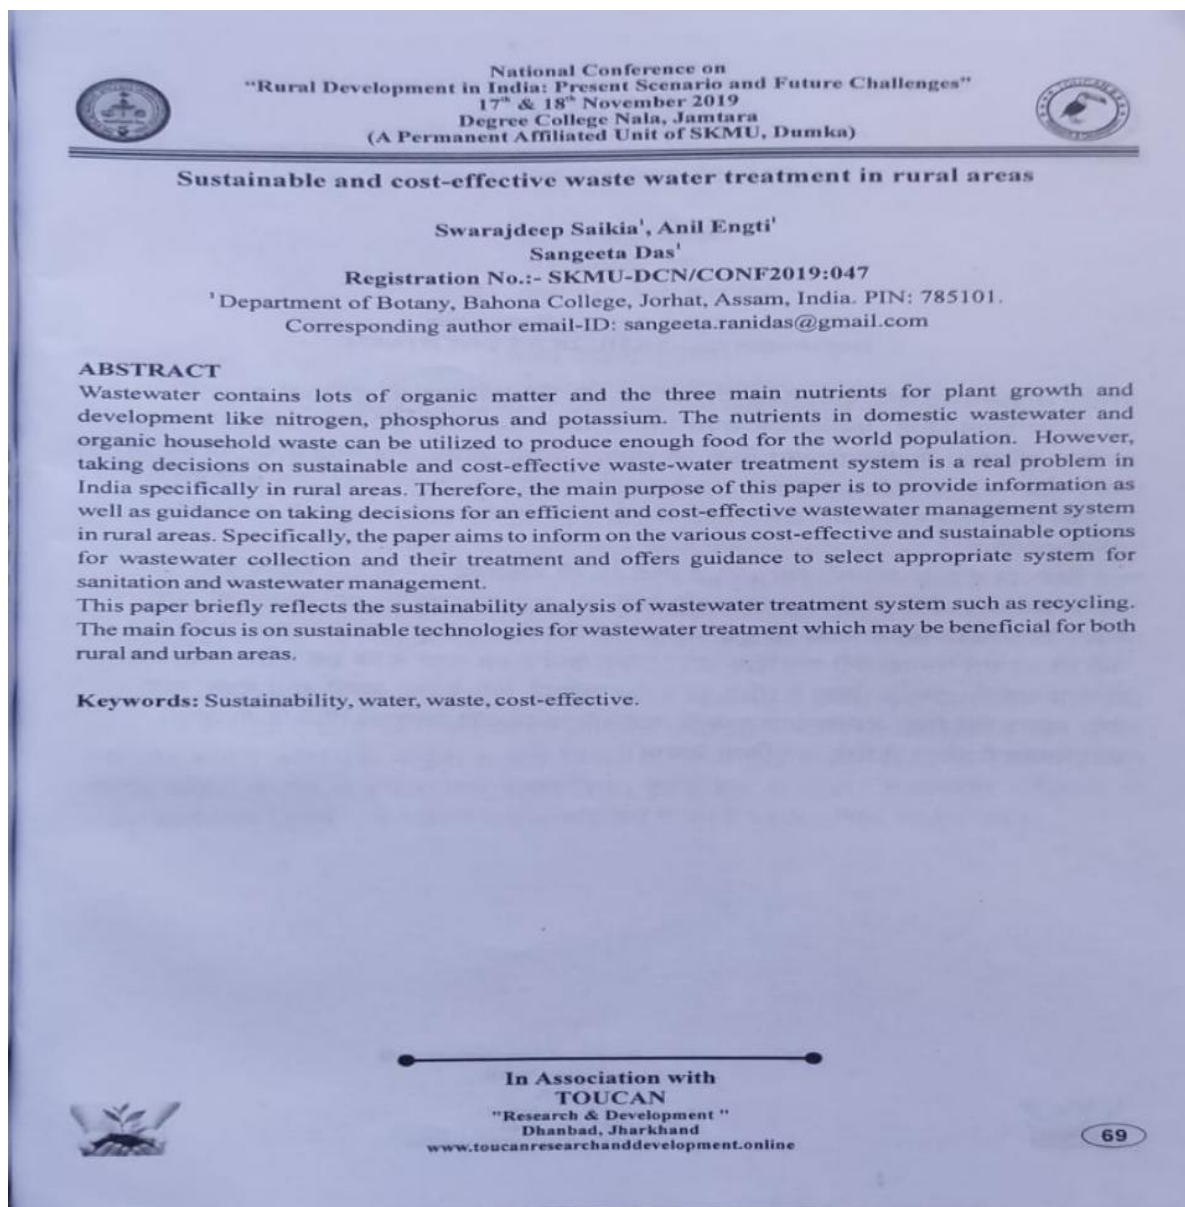 National Conference on
"Rural Development in India: Present Scenario and Future Challenges"
17th & 18th November 2019
Degree College Nala, Jamtara
(A Permanent Affiliated Unit of SKMU, Dumka)
TOUCAN
Sustainable and cost-effective waste water treatment in rural areas
Swarajdeep Saikia¹, Anil Engti¹
Sangeeta Das¹
Registration No.:- SKMU-DCN/CONF2019:047
¹Department of Botany, Bahona College, Jorhat, Assam, India. PIN: 785101.
Corresponding author email-ID: sangeeta.ranidas@gmail.com
ABSTRACT
Wastewater contains lots of organic matter and the three main nutrients for plant growth and
development like nitrogen, phosphorus and potassium. The nutrients in domestic wastewater and
organic household waste can be utilized to produce enough food for the world population. However,
taking decisions on sustainable and cost-effective waste-water treatment system is a real problem in
India specifically in rural areas. Therefore, the main purpose of this paper is to provide information as
well as guidance on taking decisions for an efficient and cost-effective wastewater management system
in rural areas. Specifically, the paper aims to inform on the various cost-effective and sustainable options
for wastewater collection and their treatment and offers guidance to select appropriate system for
sanitation and wastewater management.
This paper briefly reflects the sustainability analysis of wastewater treatment system such as recycling.
The main focus is on sustainable technologies for wastewater treatment which may be beneficial for both
rural and urban areas.
Keywords: Sustainability, water, waste, cost-effective.
In Association with
TOUCAN
"Research & Development "
Dhanbad, Jharkhand
www.toucanresearchanddevelopment.online
69